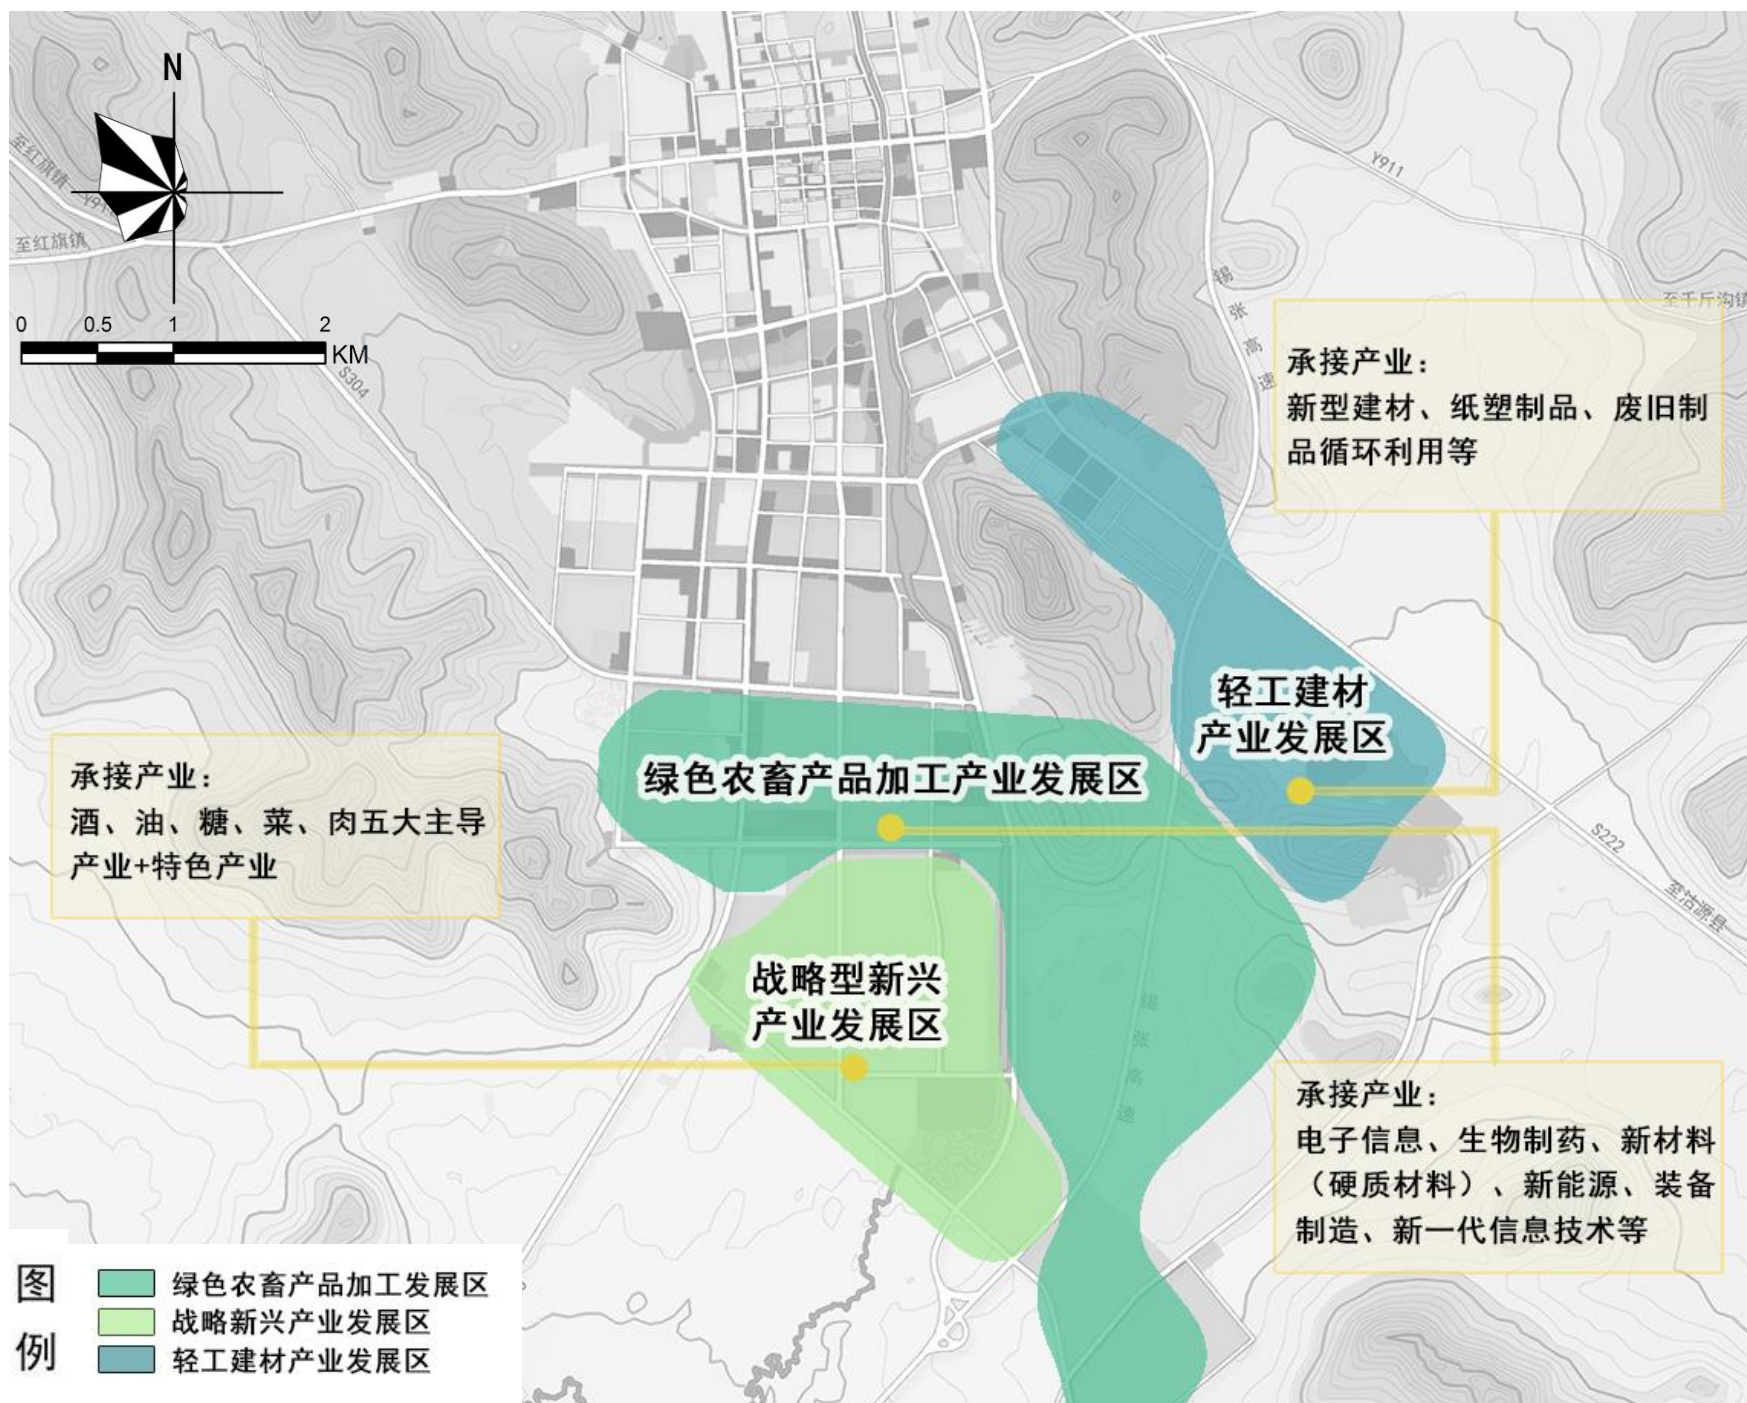 N
至红旗镇
至红旗镇
0 0.5 1 2
KM
S304
Y911
锡张高速
至千斤沟镇
承接产业：
新型建材、纸塑制品、废旧制
品循环利用等
轻工建材
产业发展区
绿色农畜产品加工产业发展区
承接产业：
酒、油、糖、菜、肉五大主导
产业+特色产业
S222
至沽源县
战略型新兴
产业发展区
锡张高速
承接产业：
电子信息、生物制药、新材料
（硬质材料）、新能源、装备
制造、新一代信息技术等
图例
绿色农畜产品加工发展区
战略新兴产业发展区
轻工建材产业发展区